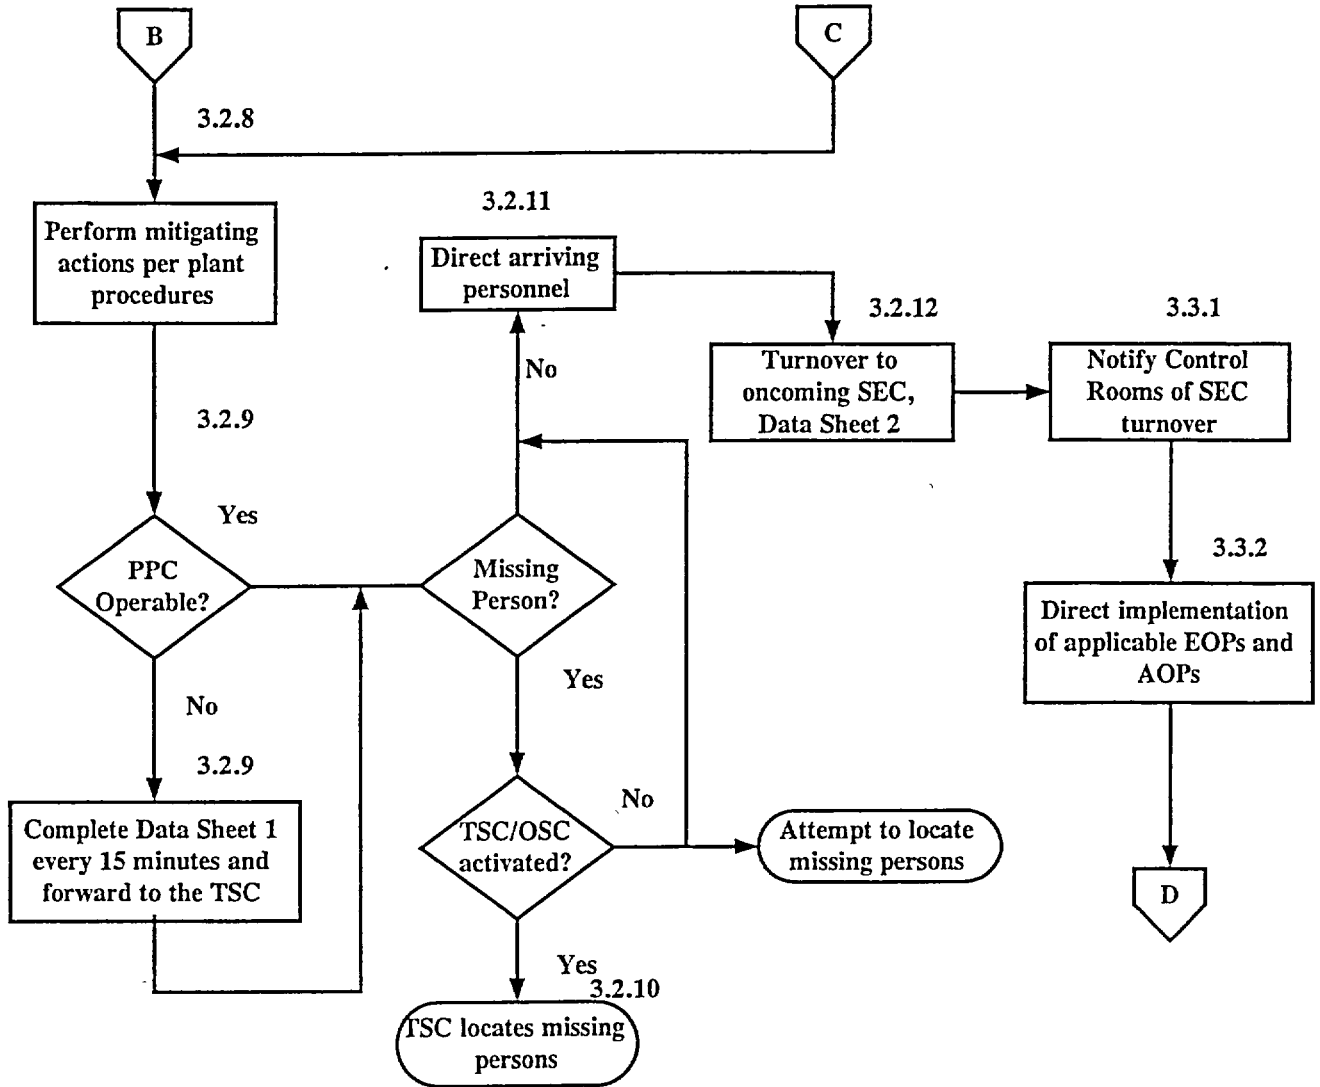 B
C
3.2.8
3.2.11
Perform mitigating
actions per plant
procedures
Direct arriving
personnel
3.2.12
3.3.1
No
Turnover to
oncoming SEC,
Data Sheet 2
Notify Control
Rooms of SEC
turnover
3.2.9
Yes
3.3.2
PPC
Operable?
Missing
Person?
Direct implementation
of applicable EOPs and
AOPs
Yes
No
3.2.9
No
Complete Data Sheet 1
every 15 minutes and
forward to the TSC
TSC/OSC
activated?
Attempt to locate
missing persons
D
Yes
3.2.10
TSC locates missing
persons